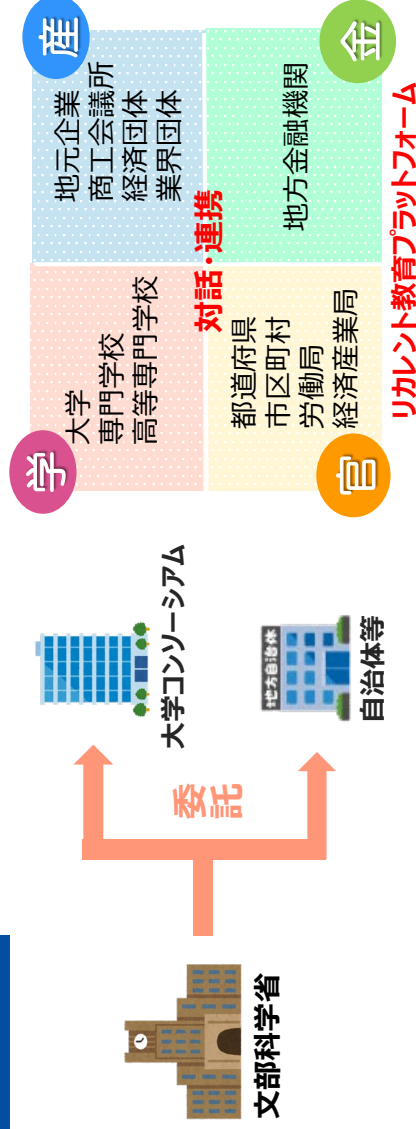 文部科学省
委託
大学コンソーシアム
地方自治体
自治体等
学
大学
専門学校
高等専門学校
産
地元企業
商工会議所
経済団体
業界団体
対話・連携
官
都道府県
市区町村
労働局
経済産業局
金
地方金融機関
リカレント教育プラットフォーム